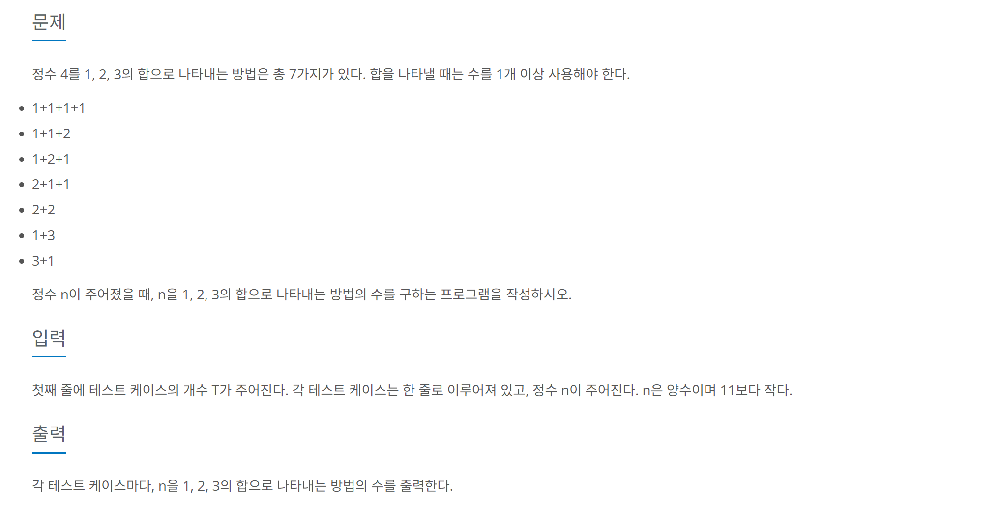 문제
정수 4를 1, 2, 3의 합으로 나타내는 방법은 총 7가지가 있다. 합을 나타낼 때는 수를 1개 이상 사용해야 한다.
1+1+1+1
1+1+2
1+2+1
2+1+1
2+2
1+3
3+1
정수 n이 주어졌을 때, n을 1, 2, 3의 합으로 나타내는 방법의 수를 구하는 프로그램을 작성하시오.
입력
첫째 줄에 테스트 케이스의 개수 T가 주어진다. 각 테스트 케이스는 한 줄로 이루어져 있고, 정수 n이 주어진다. n은 양수이며 11보다 작다.
출력
각 테스트 케이스마다, n을 1, 2, 3의 합으로 나타내는 방법의 수를 출력한다.